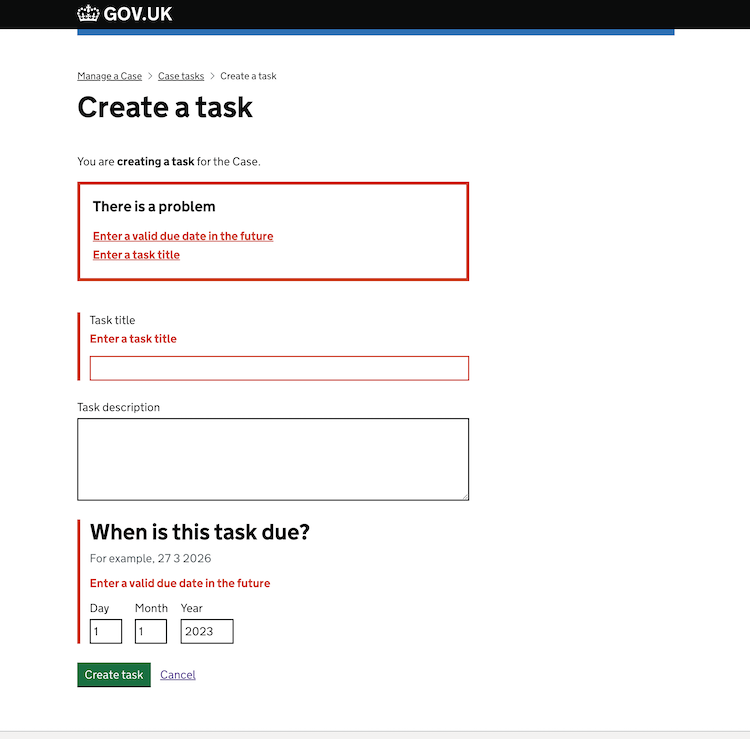 GOV.UK
Manage a Case > Case tasks > Create a task
Create a task
You are creating a task for the Case.
There is a problem
Enter a valid due date in the future
Enter a task title
Task title
Enter a task title
Task description
When is this task due?
For example, 27 3 2026
Enter a valid due date in the future
Day Month Year
1 1 2023
Create task Cancel